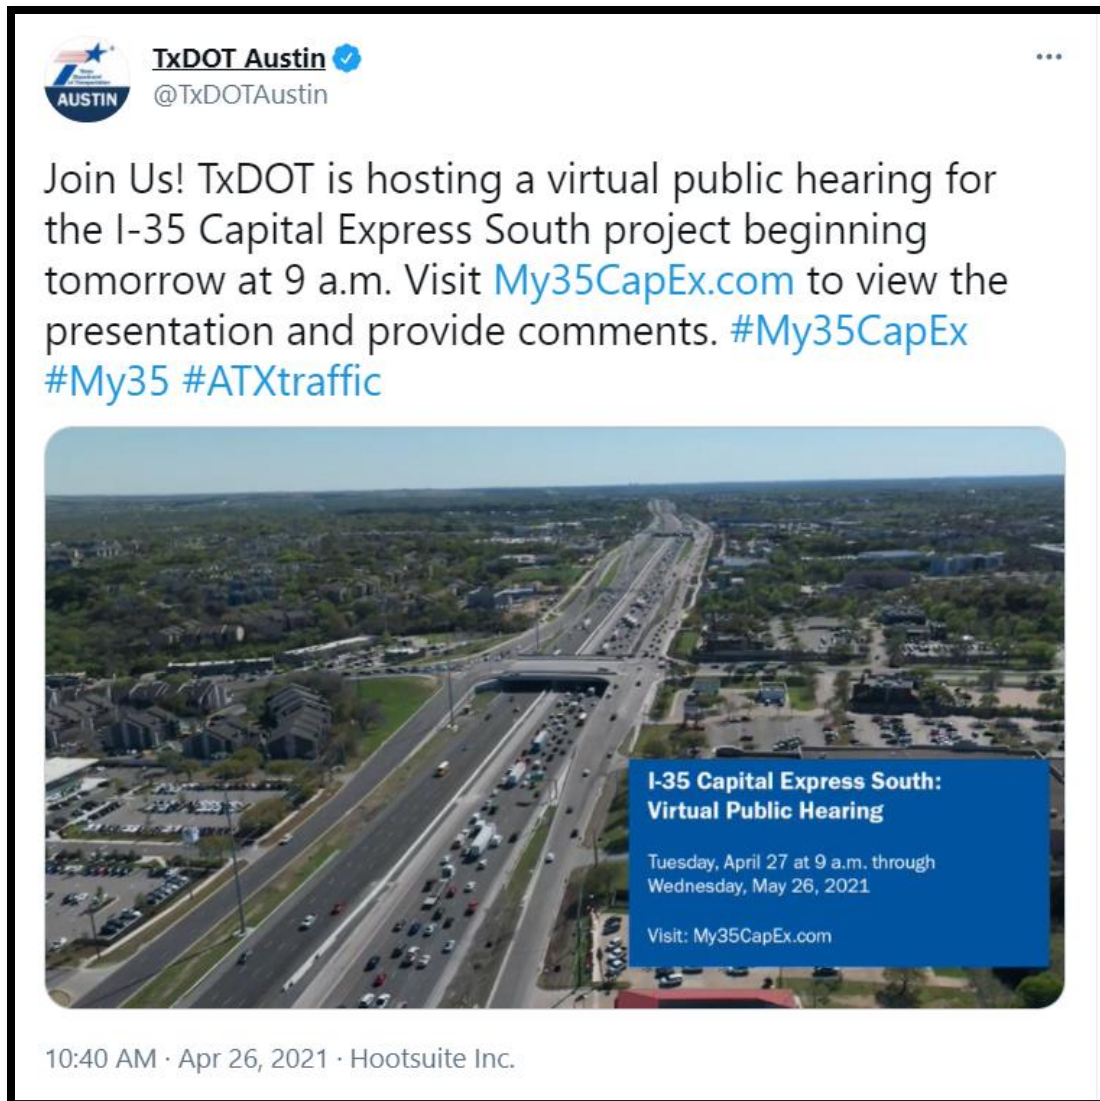 TxDOT Austin
@TxDOTAustin
AUSTIN
Join Us! TxDOT is hosting a virtual public hearing for
the I-35 Capital Express South project beginning
tomorrow at 9 a.m. Visit My35CapEx.com to view the
presentation and provide comments. #My35CapEx
#My35 #ATXtraffic
I-35 Capital Express South:
Virtual Public Hearing
Tuesday, April 27 at 9 a.m. through
Wednesday, May 26, 2021
Visit: My35CapEx.com
10:40 AM · Apr 26, 2021 · Hootsuite Inc.